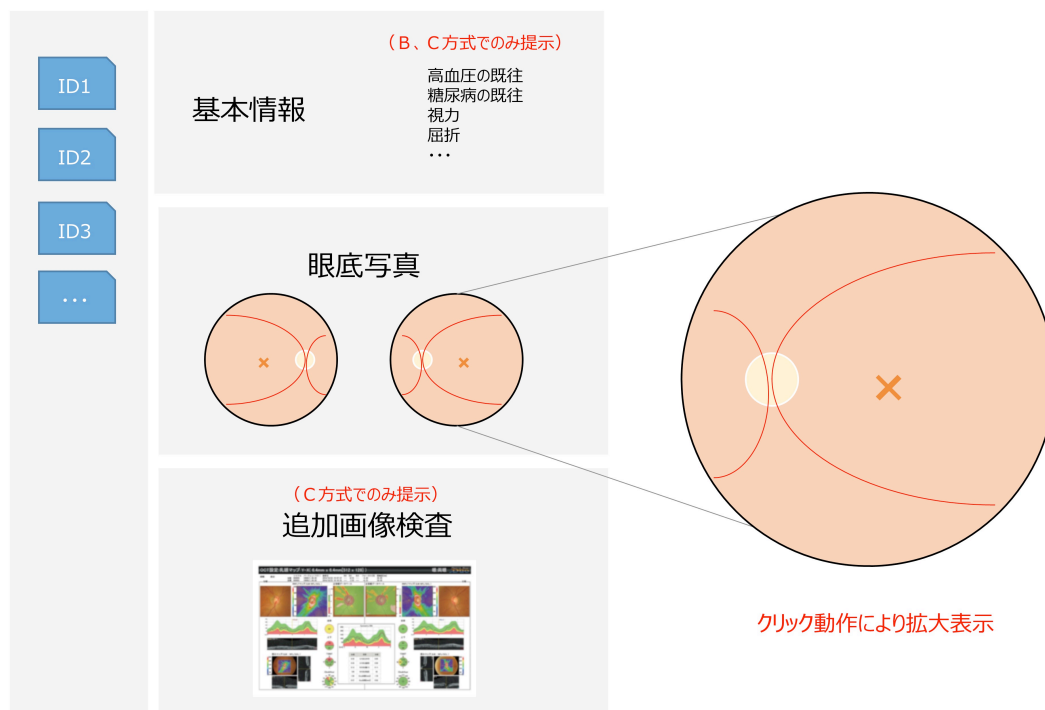 ID1
ID2
ID3
…
（B、C方式でのみ提示）
基本情報
高血圧の既往
糖尿病の既往
視力
屈折
…
眼底写真
（C方式でのみ提示）
追加画像検査
クリック動作により拡大表示